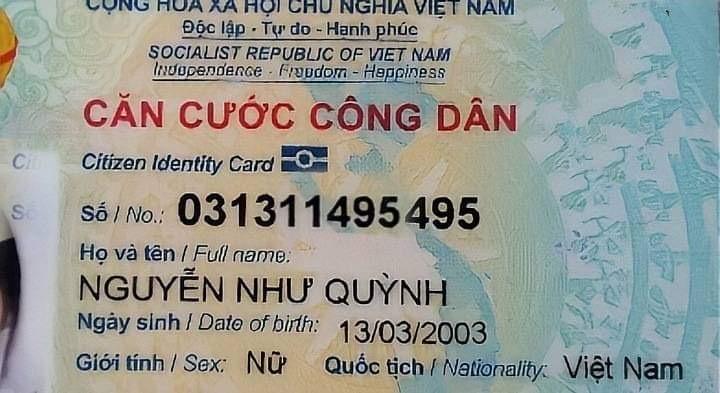 CỘNG HÒA XÃ HỘI CHỦ NGHĨA VIỆT NAM
Độc lập - Tự do - Hạnh phúc
SOCIALIST REPUBLIC OF VIET NAM
Independence - Freedom - Happiness
CĂN CƯỚC CÔNG DÂN
Citizen Identity Card
Số / No.: 031311495495
Họ và tên / Full name:
NGUYỄN NHƯ QUỲNH
Ngày sinh / Date of birth: 13/03/2003
Giới tính / Sex: Nữ Quốc tịch / Nationality: Việt Nam